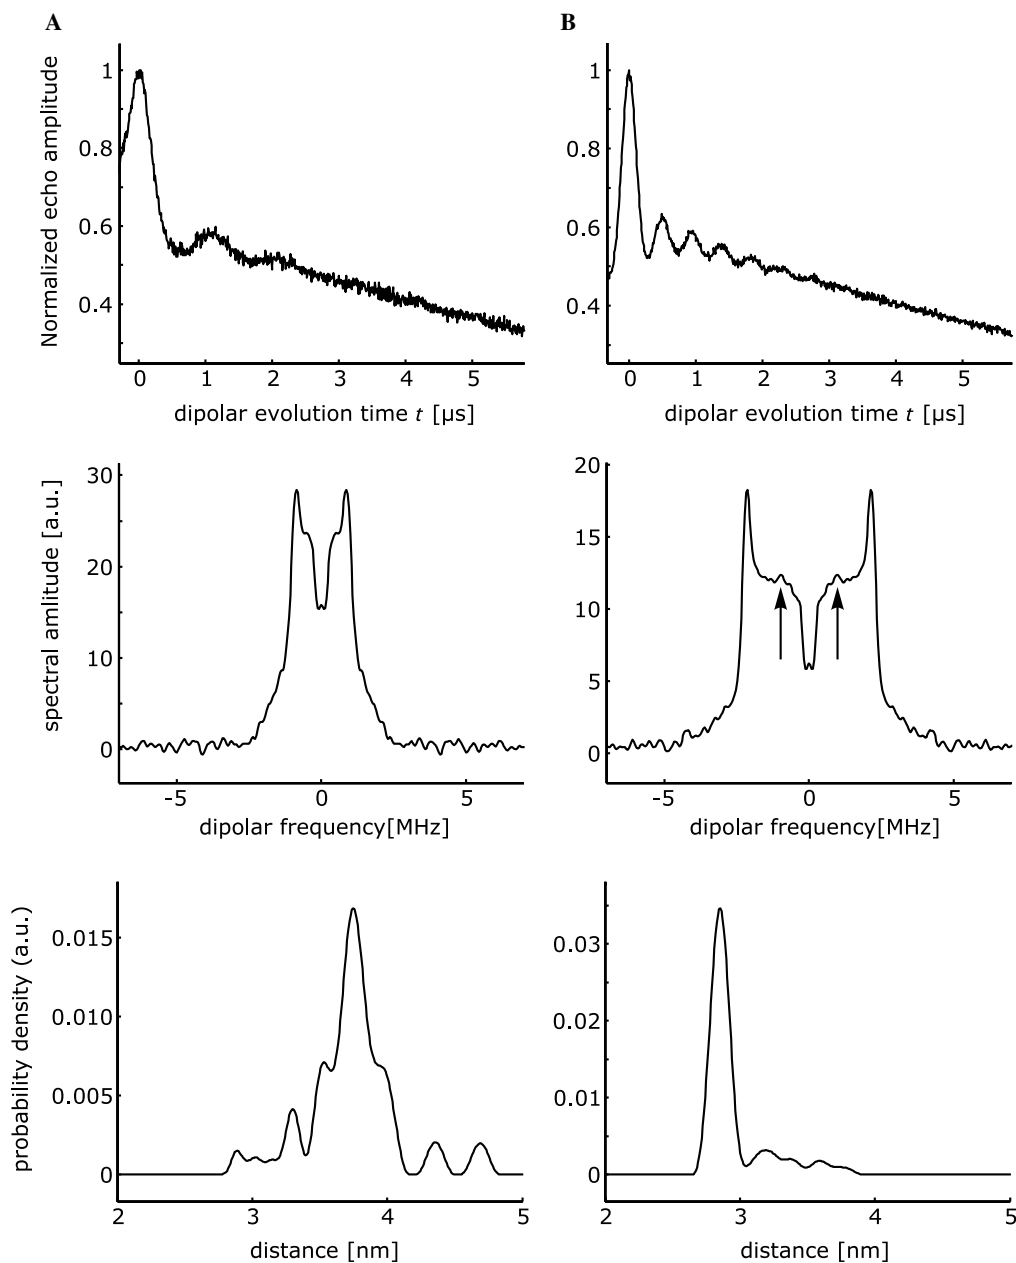 A
B
Normalized echo amplitude
1
0.8
0.6
0.4
0 1 2 3 4 5
dipolar evolution time t [µs]
1
0.8
0.6
0.4
0 1 2 3 4 5
dipolar evolution time t [µs]
spectral amlitude [a.u.]
30
20
10
0
-5 0 5
dipolar frequency[MHz]
20
15
10
5
0
-5 0 5
dipolar frequency[MHz]
probability density (a.u.)
0.015
0.010
0.005
0
2 3 4 5
distance [nm]
0.03
0.02
0.01
0
2 3 4 5
distance [nm]